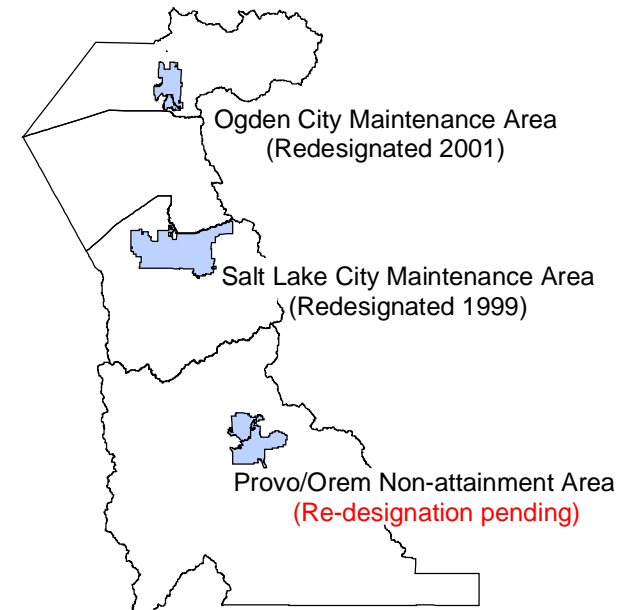 Ogden City Maintenance Area
(Redesignated 2001)
Salt Lake City Maintenance Area
(Redesignated 1999)
Provo/Orem Non-attainment Area
(Re-designation pending)